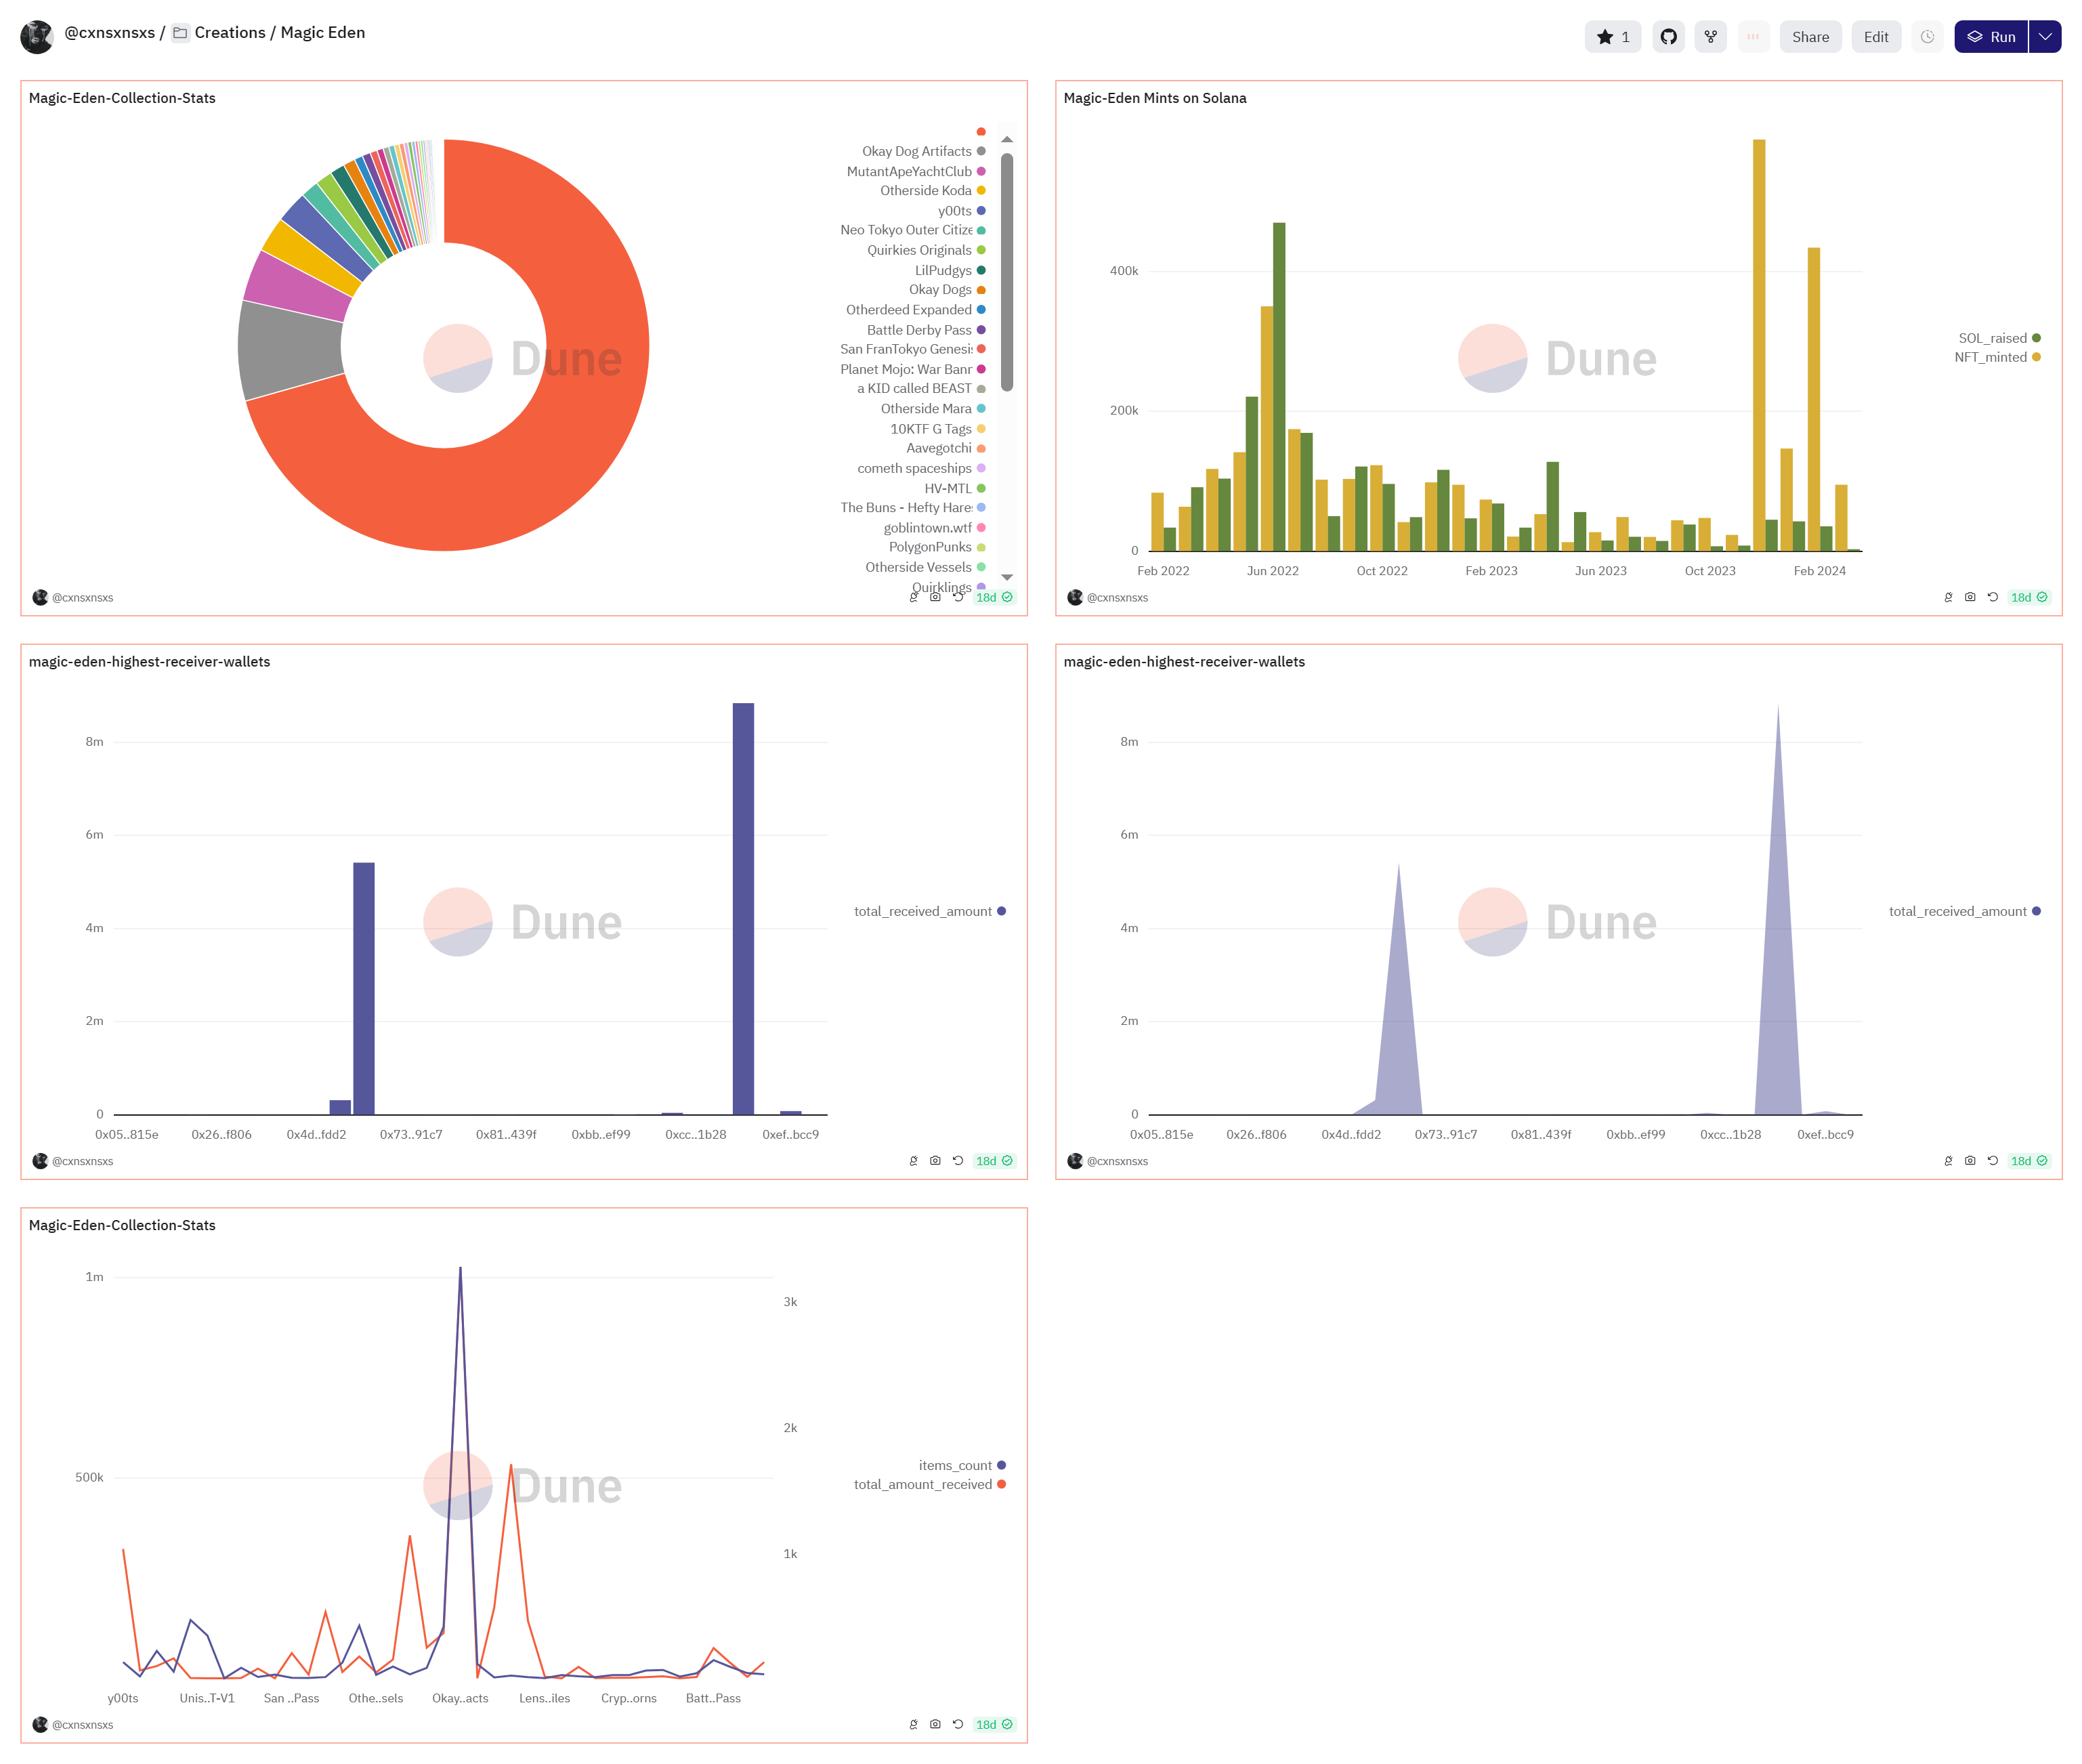 @cxnsxnsxs / Creations / Magic Eden
1
Share
Edit
Run
Magic-Eden-Collection-Stats
Okay Dog Artifacts
MutantApeYachtClub
Otherside Koda
y00ts
Neo Tokyo Outer Citize
Quirkies Originals
LilPudgys
Okay Dogs
Otherdeed Expanded
Battle Derby Pass
San FranTokyo Genesis
Planet Mojo: War Bann
a KID called BEAST
Otherside Mara
10KTF G Tags
Aavegotchi
cometh spaceships
HV-MTL
The Buns - Hefty Hares
goblintown.wtf
PolygonPunks
Otherside Vessels
Quirklings
Dune
@cxnsxnsxs
18d
Magic-Eden Mints on Solana
400k
200k
0
Feb 2022
Jun 2022
Oct 2022
Feb 2023
Jun 2023
Oct 2023
Feb 2024
SOL_raised
NFT_minted
Dune
@cxnsxnsxs
18d
magic-eden-highest-receiver-wallets
8m
6m
4m
2m
0
0x05..815e
0x26..f806
0x4d..fdd2
0x73..91c7
0x81..439f
0xbb..ef99
0xcc..1b28
0xef..bcc9
total_received_amount
Dune
@cxnsxnsxs
18d
magic-eden-highest-receiver-wallets
8m
6m
4m
2m
0
0x05..815e
0x26..f806
0x4d..fdd2
0x73..91c7
0x81..439f
0xbb..ef99
0xcc..1b28
0xef..bcc9
total_received_amount
Dune
@cxnsxnsxs
18d
Magic-Eden-Collection-Stats
1m
500k
3k
2k
1k
y00ts
Unis..T-V1
San ..Pass
Othe..sels
Okay..acts
Lens..iles
Cryp..orns
Batt..Pass
items_count
total_amount_received
Dune
@cxnsxnsxs
18d